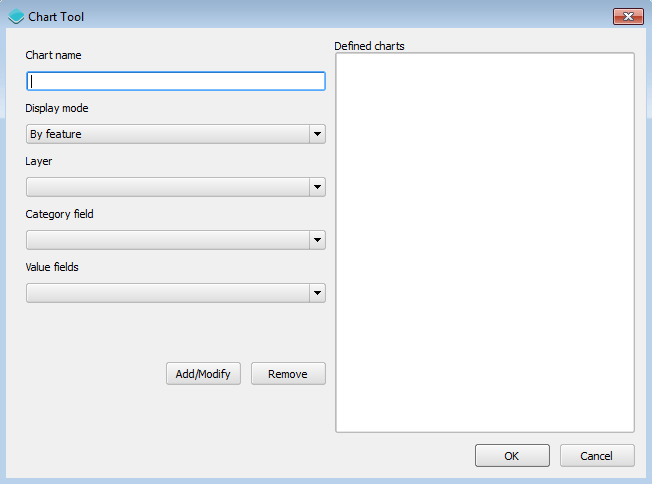 Chart Tool
Chart name
Display mode
By feature
Layer
Category field
Value fields
Add/Modify
Remove
Defined charts
OK
Cancel